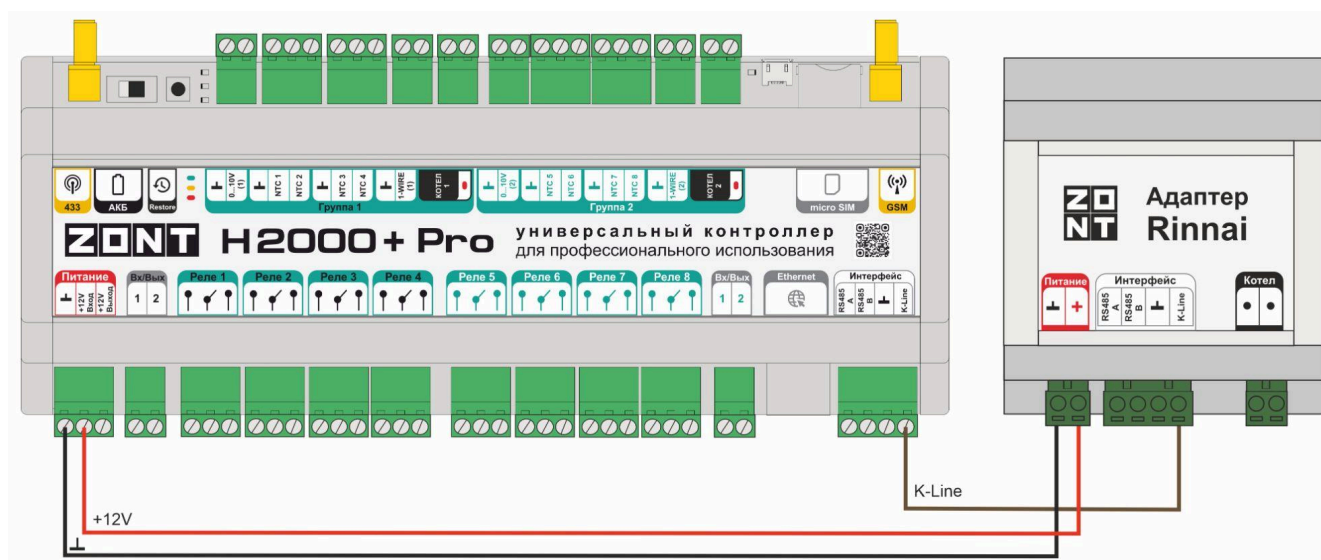 433
АКБ
Restore
0...10V (1)
NTC 1
NTC 2
NTC 3
NTC 4
1-WIRE (1)
КОТЕЛ 1
Группа 1
0...10V (2)
NTC 5
NTC 6
NTC 7
NTC 8
1-WIRE (2)
КОТЕЛ 2
Группа 2
micro SIM
GSM
ZONT H2000+ Pro
универсальный контроллер
для профессионального использования
Питание
+12V Вход
+12V Выход
Вх/Вых
1 2
Реле 1
Реле 2
Реле 3
Реле 4
Реле 5
Реле 6
Реле 7
Реле 8
Вх/Вых
1 2
Ethernet
Интерфейс
RS485 A
RS485 B
K-Line
ZONT
Адаптер
Rinnai
Питание
+
Интерфейс
RS485 A
RS485 B
K-Line
Котел
K-Line
+12V